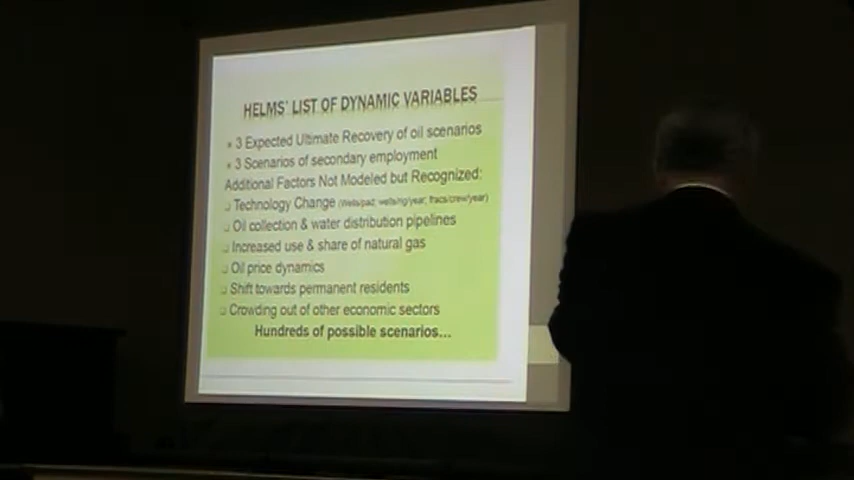 HELMS' LIST OF DYNAMIC VARIABLES
3 Expected Ultimate Recovery of oil scenarios
3 Scenarios of secondary employment
Additional Factors Not Modeled but Recognized:
Technology Change (Wells/pad; wells/rig/year; fracs/crew/year)
Oil collection & water distribution pipelines
Increased use & share of natural gas
Oil price dynamics
Shift towards permanent residents
Crowding out of other economic sectors
Hundreds of possible scenarios...